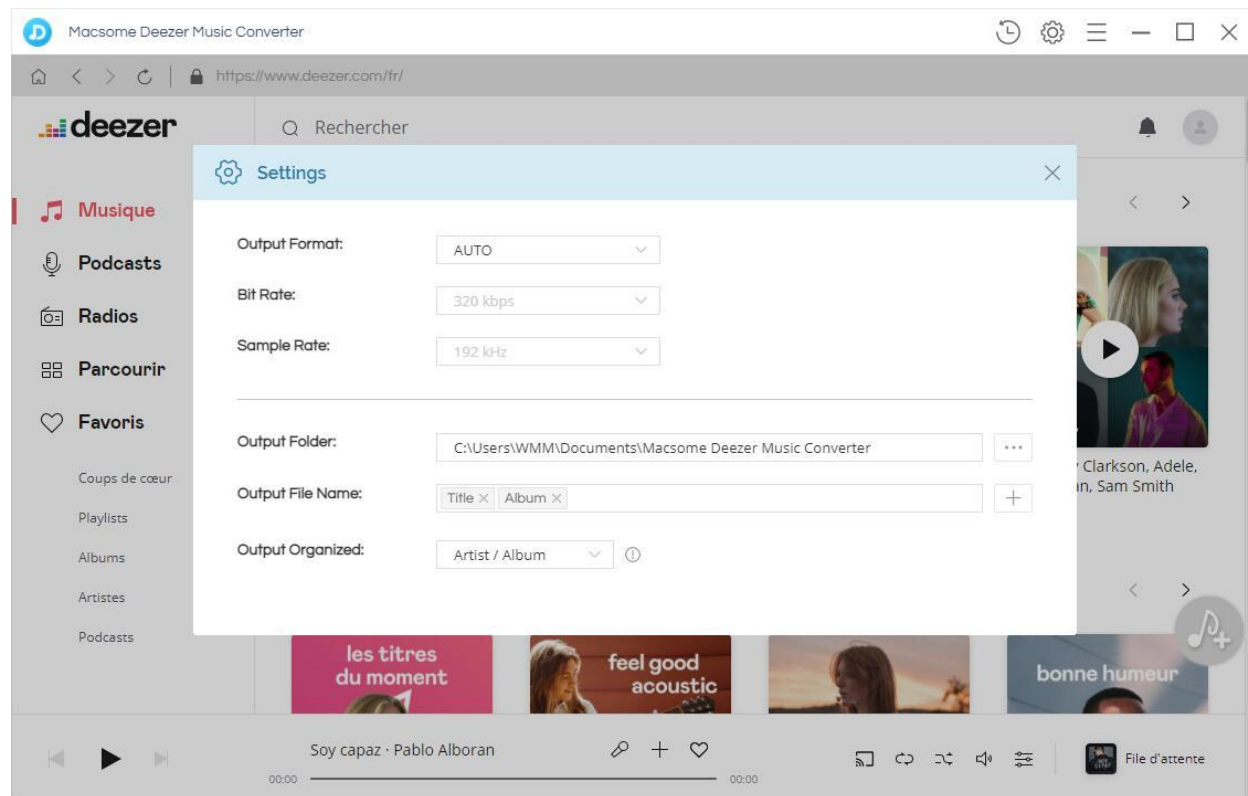 Macsome Deezer Music Converter
https://www.deezer.com/fr/
deezer
Rechercher
Settings
Musique
Podcasts
Radios
Parcourir
Favoris
Coups de cœur
Playlists
Albums
Artistes
Podcasts
Output Format:
AUTO
Bit Rate:
320 kbps
Sample Rate:
192 kHz
Output Folder:
C:\Users\WMM\Documents\Macsome Deezer Music Converter
Output File Name:
Title
Album
Output Organized:
Artist / Album
Clarkson, Adele,
Sam Smith
les titres
du moment
feel good
acoustic
bonne humeur
Soy capaz · Pablo Alboran
00:00
00:00
File d'attente